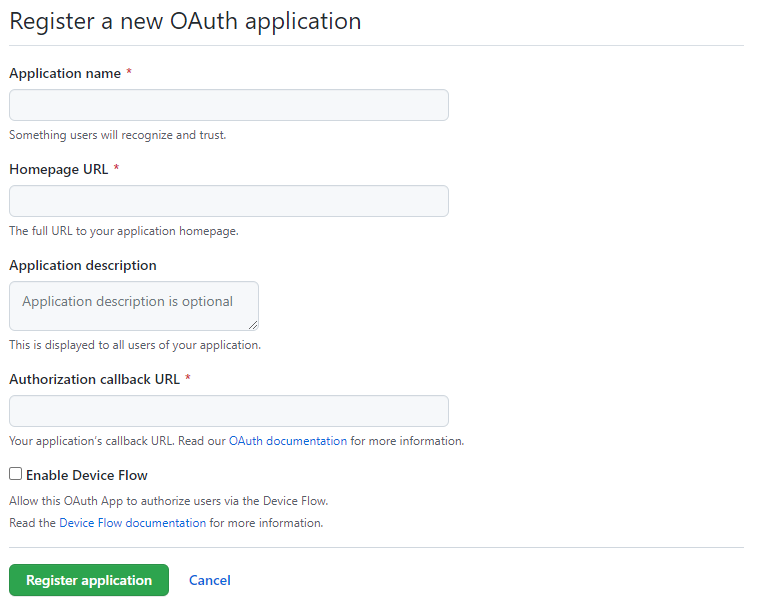 Register a new OAuth application
Application name *
Something users will recognize and trust.
Homepage URL *
The full URL to your application homepage.
Application description
Application description is optional
This is displayed to all users of your application.
Authorization callback URL *
Your application’s callback URL. Read our OAuth documentation for more information.
Enable Device Flow
Allow this OAuth App to authorize users via the Device Flow.
Read the Device Flow documentation for more information.
Register application Cancel